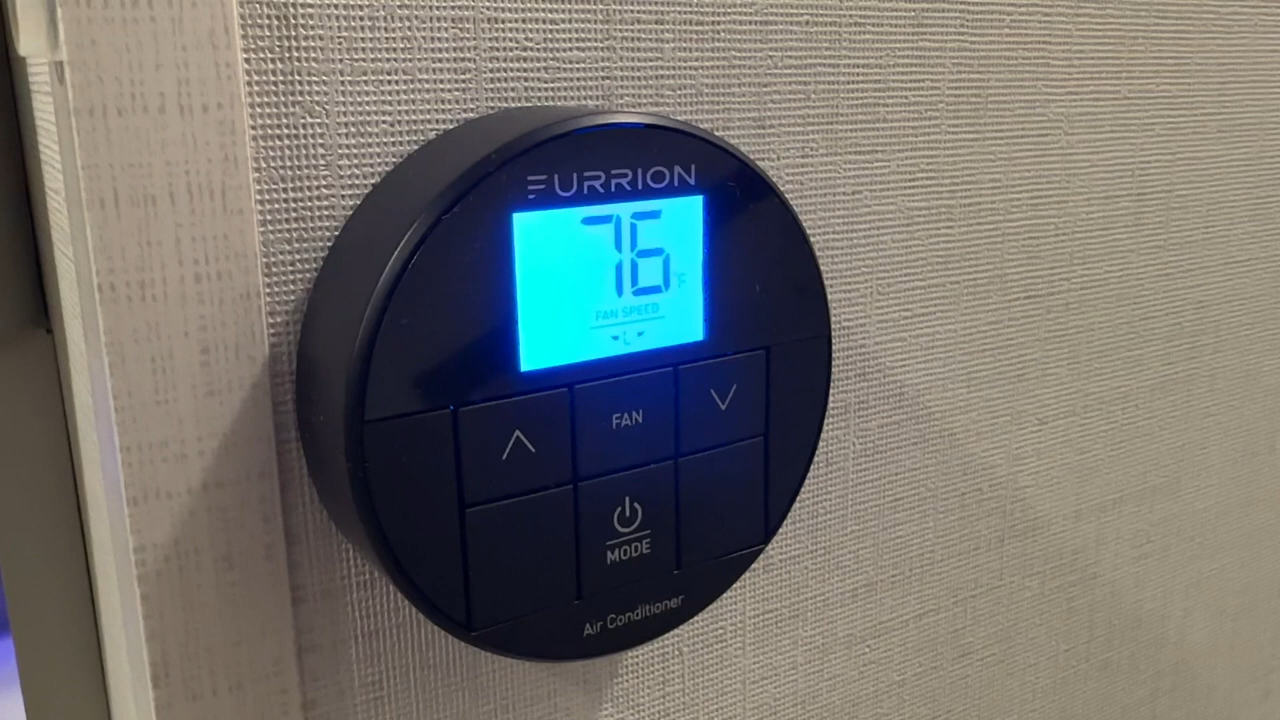 FURRION
76°F
FAN SPEED
L
FAN
MODE
Air Conditioner